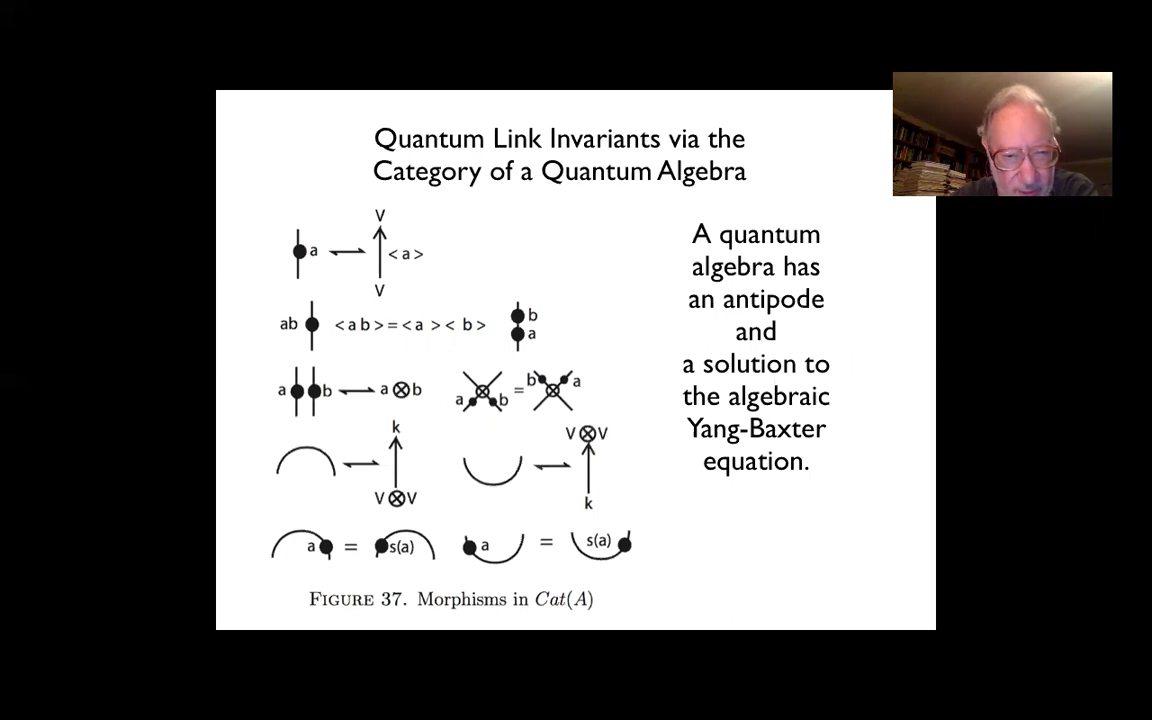 Quantum Link Invariants via the
Category of a Quantum Algebra
V
a
< a >
V
ab
< a b > = < a > < b >
b
a
a
b
a ⊗ b
a
b
=
b
a
k
V ⊗ V
V ⊗ V
k
a
=
s(a)
a
=
s(a)
FIGURE 37. Morphisms in Cat(A)
A quantum
algebra has
an antipode
and
a solution to
the algebraic
Yang-Baxter
equation.